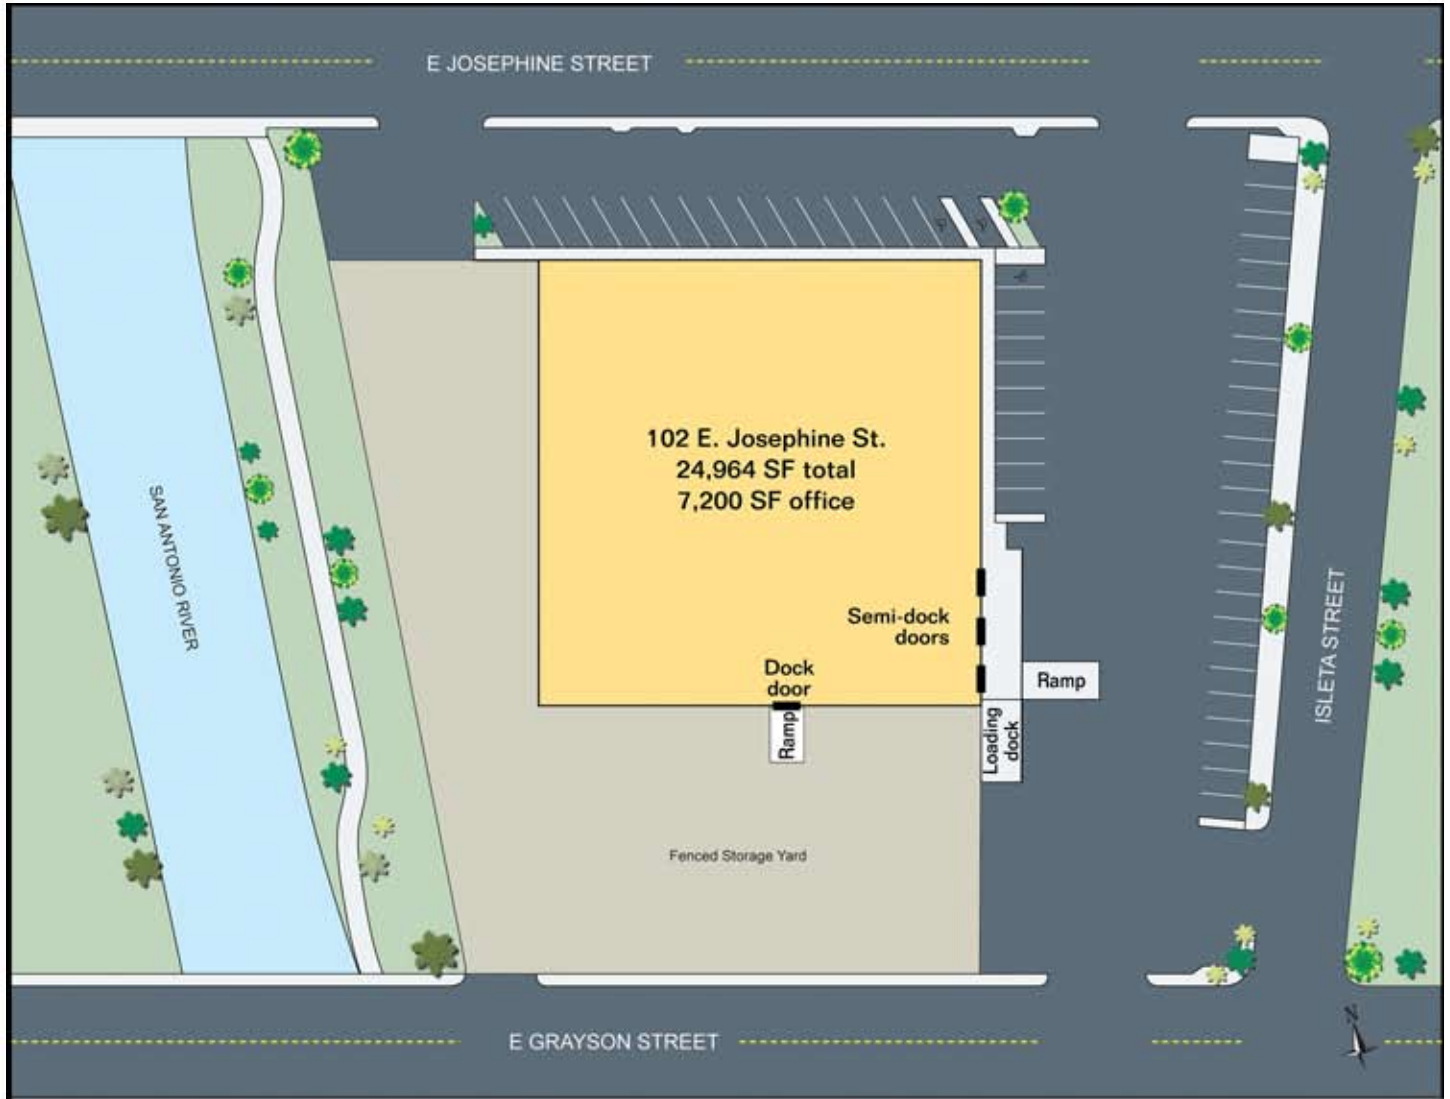 E JOSEPHINE STREET
102 E. Josephine St.
24,964 SF total
7,200 SF office
SAN ANTONIO RIVER
Semi-dock
doors
Dock
door
Ramp
Ramp
Loading
dock
ISLETA STREET
Fenced Storage Yard
E GRAYSON STREET
N